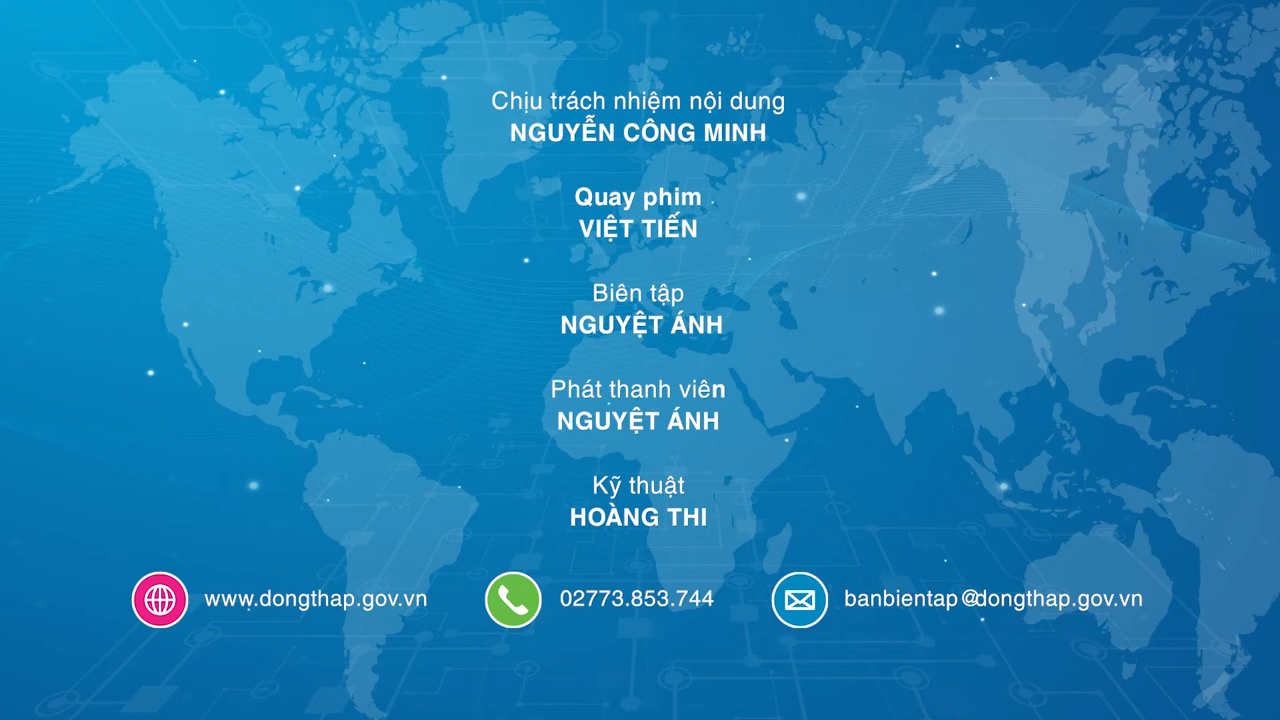 Chịu trách nhiệm nội dung
NGUYỄN CÔNG MINH
Quay phim
VIỆT TIẾN
Biên tập
NGUYỆT ÁNH
Phát thanh viên
NGUYỆT ÁNH
Kỹ thuật
HOÀNG THI
www.dongthap.gov.vn
02773.853.744
banbientap@dongthap.gov.vn